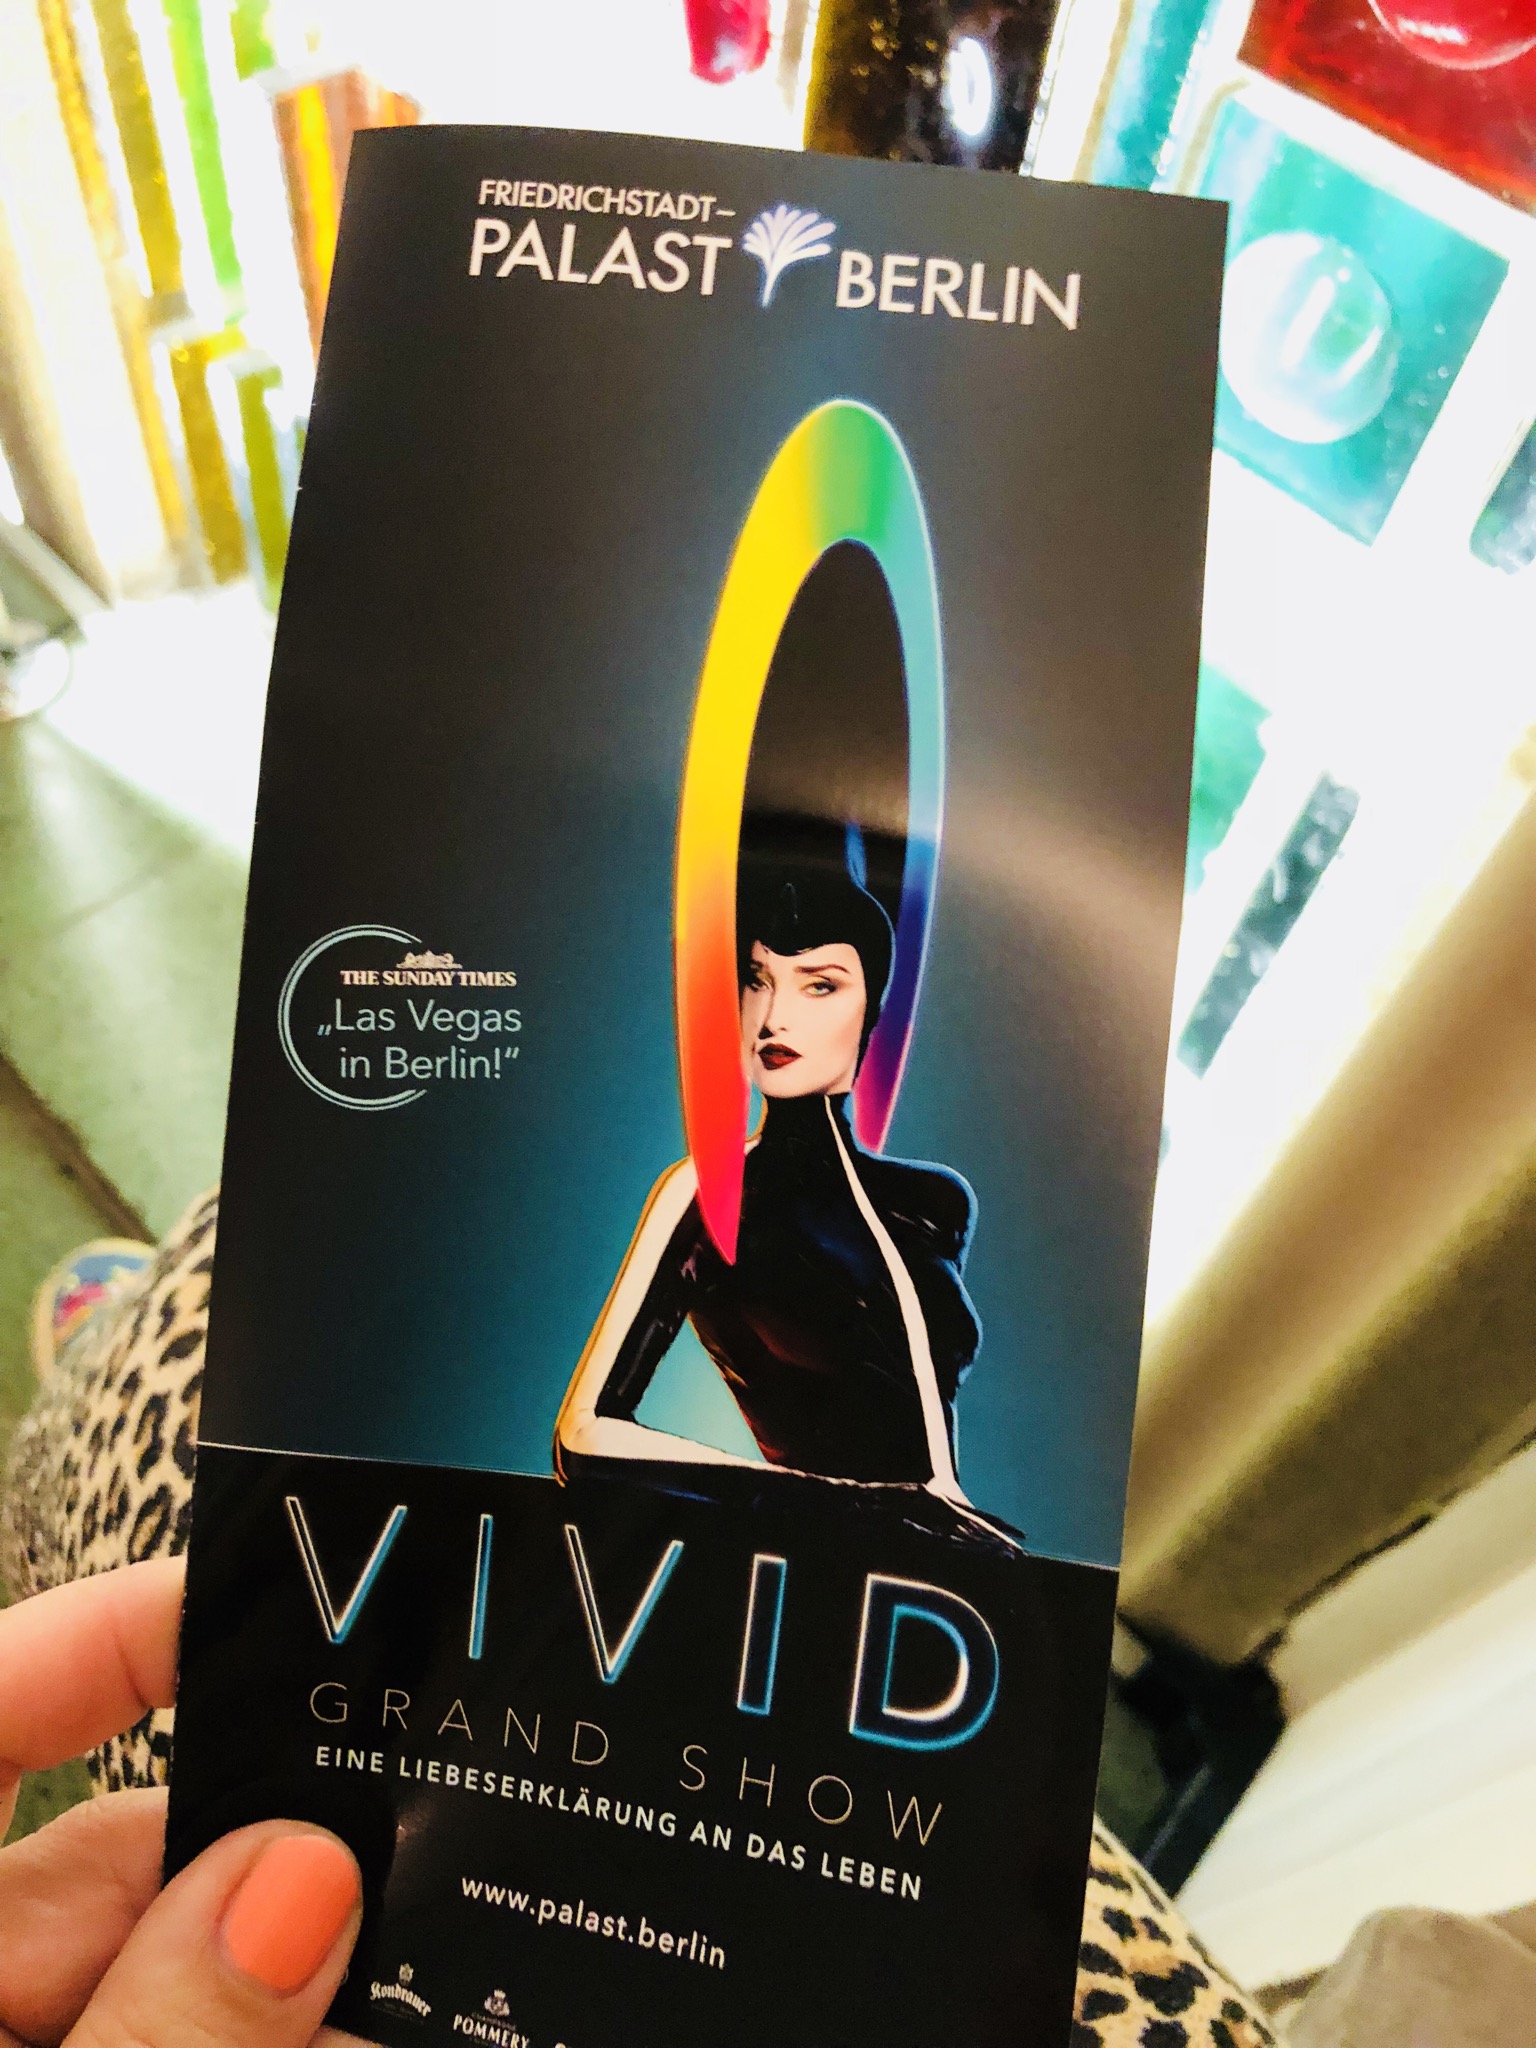 FRIEDRICHSTADT–
PALAST BERLIN
THE SUNDAY TIMES
„Las Vegas
in Berlin!“
VIVID
GRAND SHOW
EINE LIEBESERKLÄRUNG AN DAS LEBEN
www.palast.berlin
POMMERY